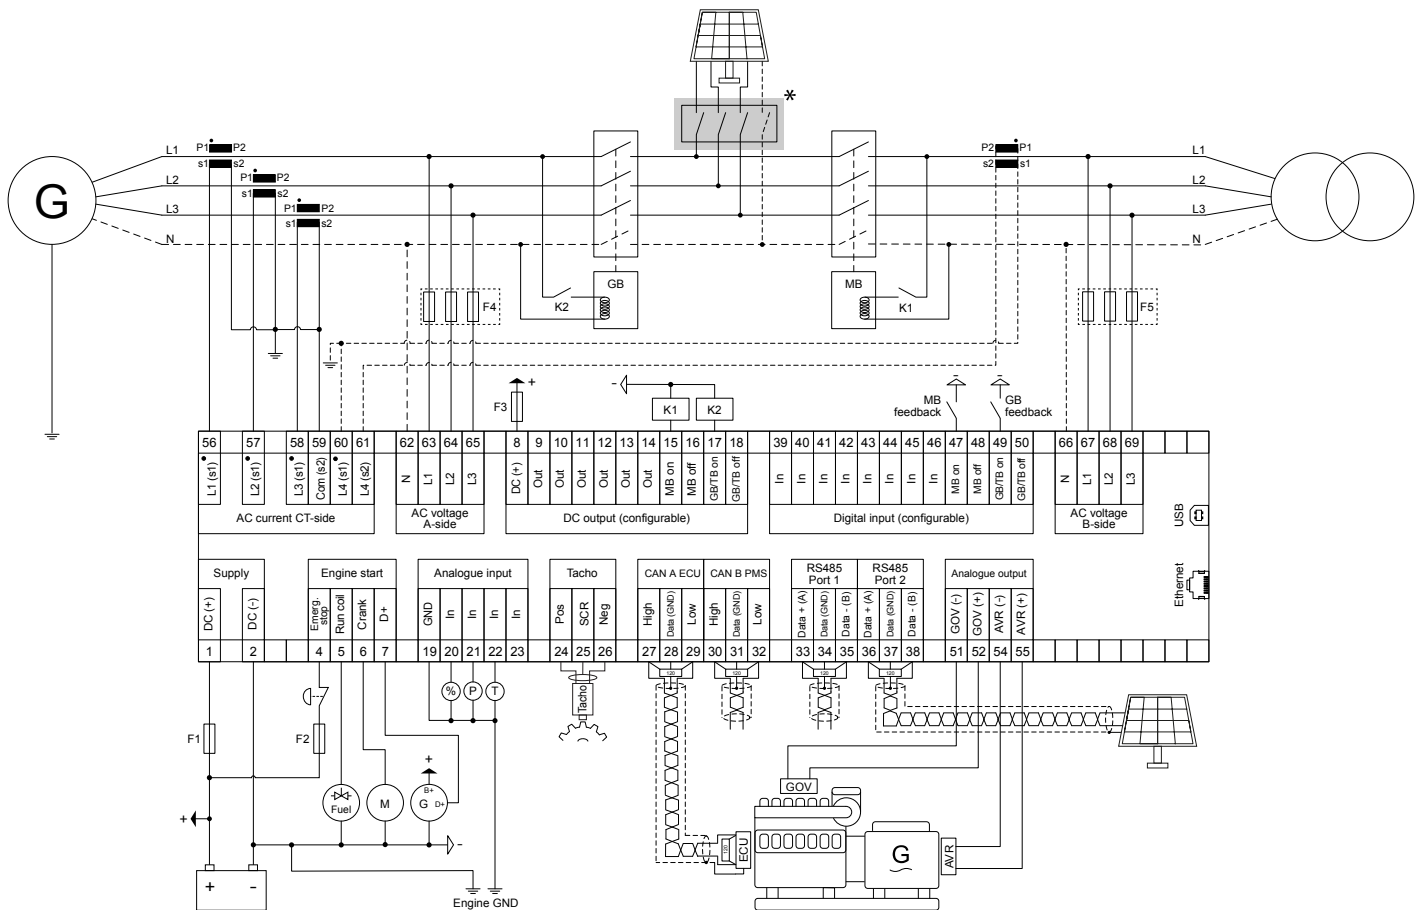 *
L1 P1 P2 P2 P1 L1
s1 s2 s2 s1
L2 P1 P2 L2
s1 s2
G
L3 P1 P2 L3
s1 s2
N N
GB MB
K2 K1
F4 F5
- + - -
F3 K1 K2 MB feedback GB feedback
56 57 58 59 60 61 62 63 64 65 8 9 10 11 12 13 14 15 16 17 18 39 40 41 42 43 44 45 46 47 48 49 50 66 67 68 69
L1 (s1)
L2 (s1)
L3 (s1)
Com (s2)
L4 (s1)
L4 (s2)
N
L1
L2
L3
DC (+)
Out
Out
Out
Out
Out
Out
MB on
MB off
GB/TB on
GB/TB off
In
In
In
In
In
In
In
In
MB on
MB off
GB/TB on
GB/TB off
N
L1
L2
L3
AC current CT-side
AC voltage
A-side
DC output (configurable)
Digital input (configurable)
AC voltage
B-side
USB
Ethernet
Supply
Engine start
Analogue input
Tacho
CAN A ECU
CAN B PMS
RS485
Port 1
RS485
Port 2
Analogue output
DC (+)
DC (-)
Emerg.
stop
Run coil
Crank
D+
GND
In
In
In
In
Pos
SCR
Neg
High
Data (GND)
Low
High
Data (GND)
Low
Data + (A)
Data (GND)
Data - (B)
Data + (A)
Data (GND)
Data - (B)
GOV (-)
GOV (+)
AVR (-)
AVR (+)
1 2 4 5 6 7 19 20 21 22 23 24 25 26 27 28 29 30 31 32 33 34 35 36 37 38 51 52 54 55
120 120 120 120
% P T
Tacho
F1 F2
+
B+
G D+
Fuel
M
GOV
+
-
120
ECU
G
AVR
+ -
Engine GND